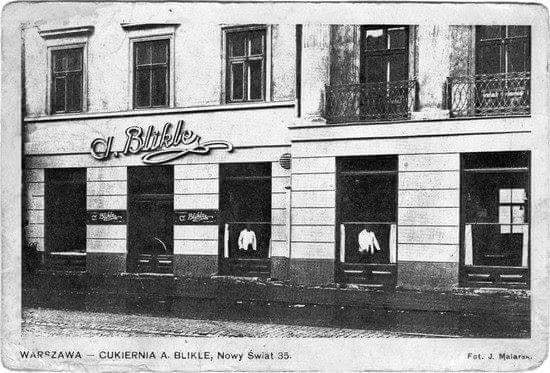 A. Blikle
A. Blikle
A. Blikle
WARSZAWA — CUKIERNIA A. BLIKLE, Nowy Świat 35.
Fot. J. Malarski.